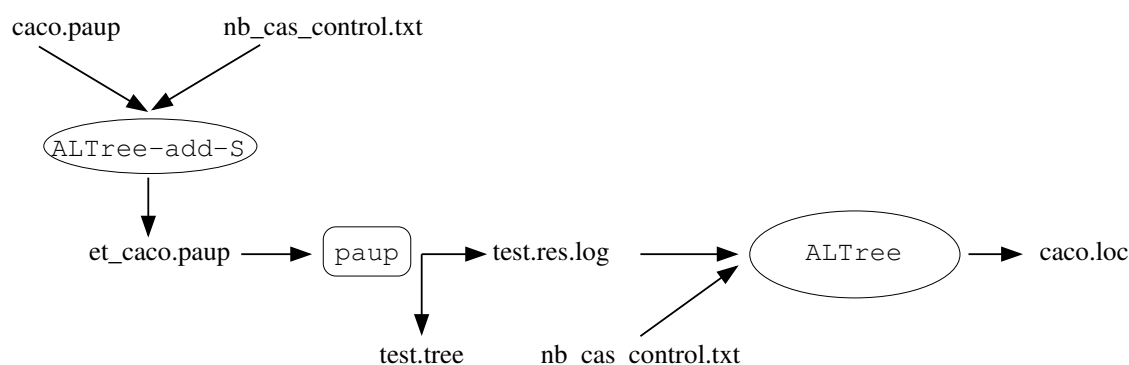 caco.paup
nb_cas_control.txt
ALTree-add-S
et_caco.paup
paup
test.res.log
ALTree
caco.loc
test.tree
nb cas control.txt